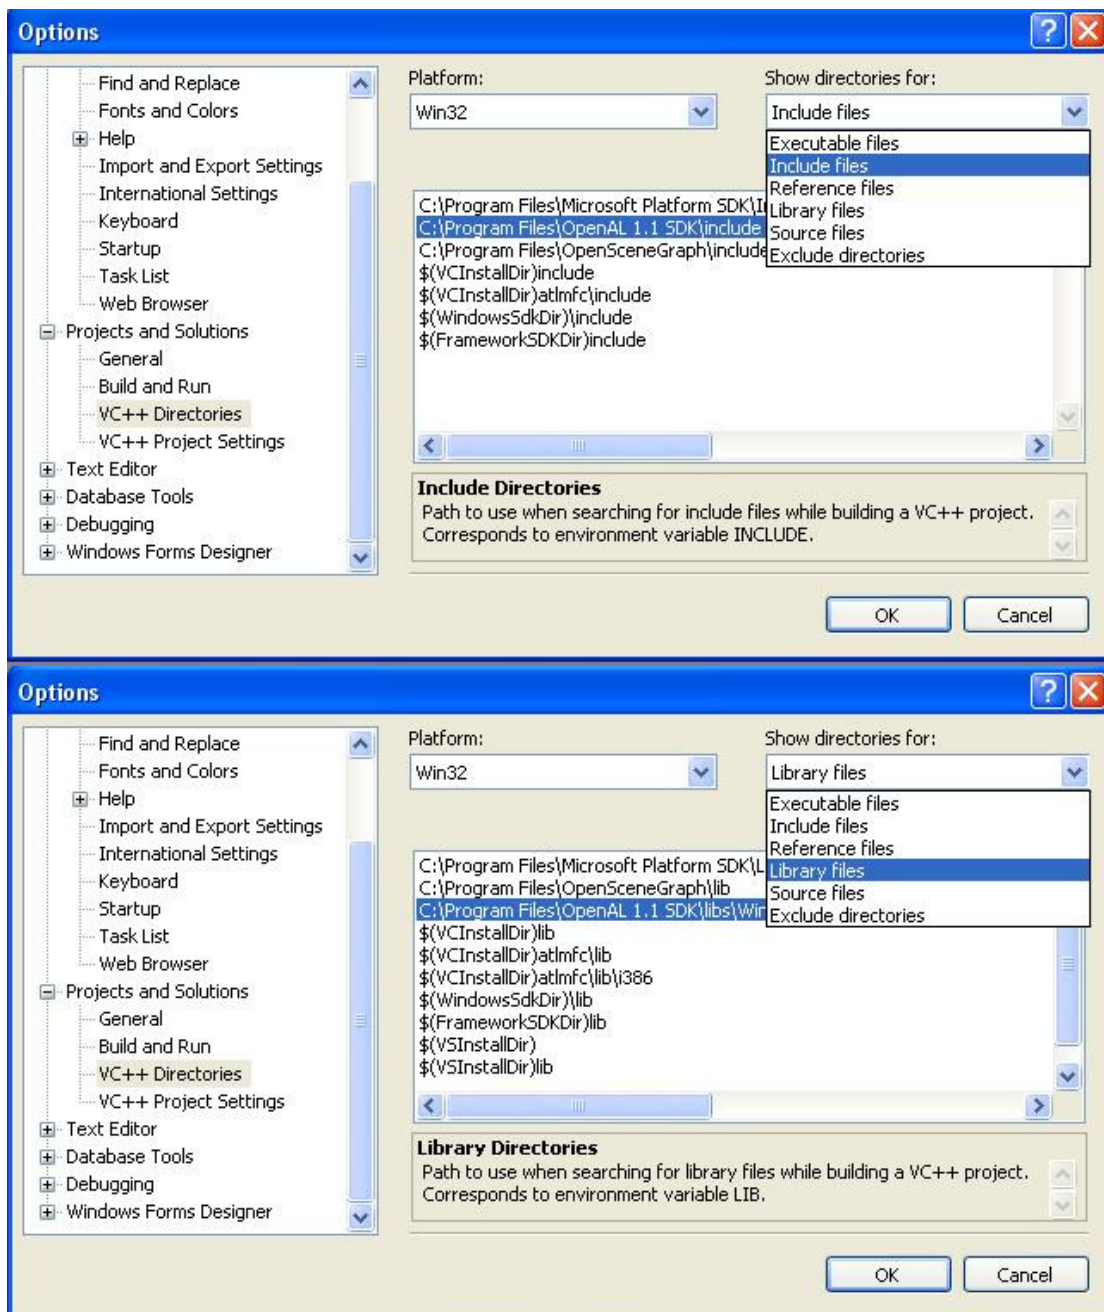 Options
Find and Replace
Fonts and Colors
Help
Import and Export Settings
International Settings
Keyboard
Startup
Task List
Web Browser
Projects and Solutions
General
Build and Run
VC++ Directories
VC++ Project Settings
Text Editor
Database Tools
Debugging
Windows Forms Designer
Platform:
Win32
Show directories for:
Include files
Executable files
Include files
Reference files
Library files
Source files
Exclude directories
C:\Program Files\Microsoft Platform SDK\
C:\Program Files\OpenAL 1.1 SDK\include
C:\Program Files\OpenSceneGraph\include
$(VCInstallDir)include
$(VCInstallDir)atlmfc\include
$(WindowsSdkDir)\include
$(FrameworkSDKDir)include
Include Directories
Path to use when searching for include files while building a VC++ project.
Corresponds to environment variable INCLUDE.
OK
Cancel
Options
Find and Replace
Fonts and Colors
Help
Import and Export Settings
International Settings
Keyboard
Startup
Task List
Web Browser
Projects and Solutions
General
Build and Run
VC++ Directories
VC++ Project Settings
Text Editor
Database Tools
Debugging
Windows Forms Designer
Platform:
Win32
Show directories for:
Library files
Executable files
Include files
Reference files
Library files
Source files
Exclude directories
C:\Program Files\Microsoft Platform SDK\L
C:\Program Files\OpenSceneGraph\lib
C:\Program Files\OpenAL 1.1 SDK\libs\Win
$(VCInstallDir)lib
$(VCInstallDir)atlmfc\lib
$(VCInstallDir)atlmfc\lib\i386
$(WindowsSdkDir)\lib
$(FrameworkSDKDir)lib
$(VSInstallDir)
$(VSInstallDir)lib
Library Directories
Path to use when searching for library files while building a VC++ project.
Corresponds to environment variable LIB.
OK
Cancel